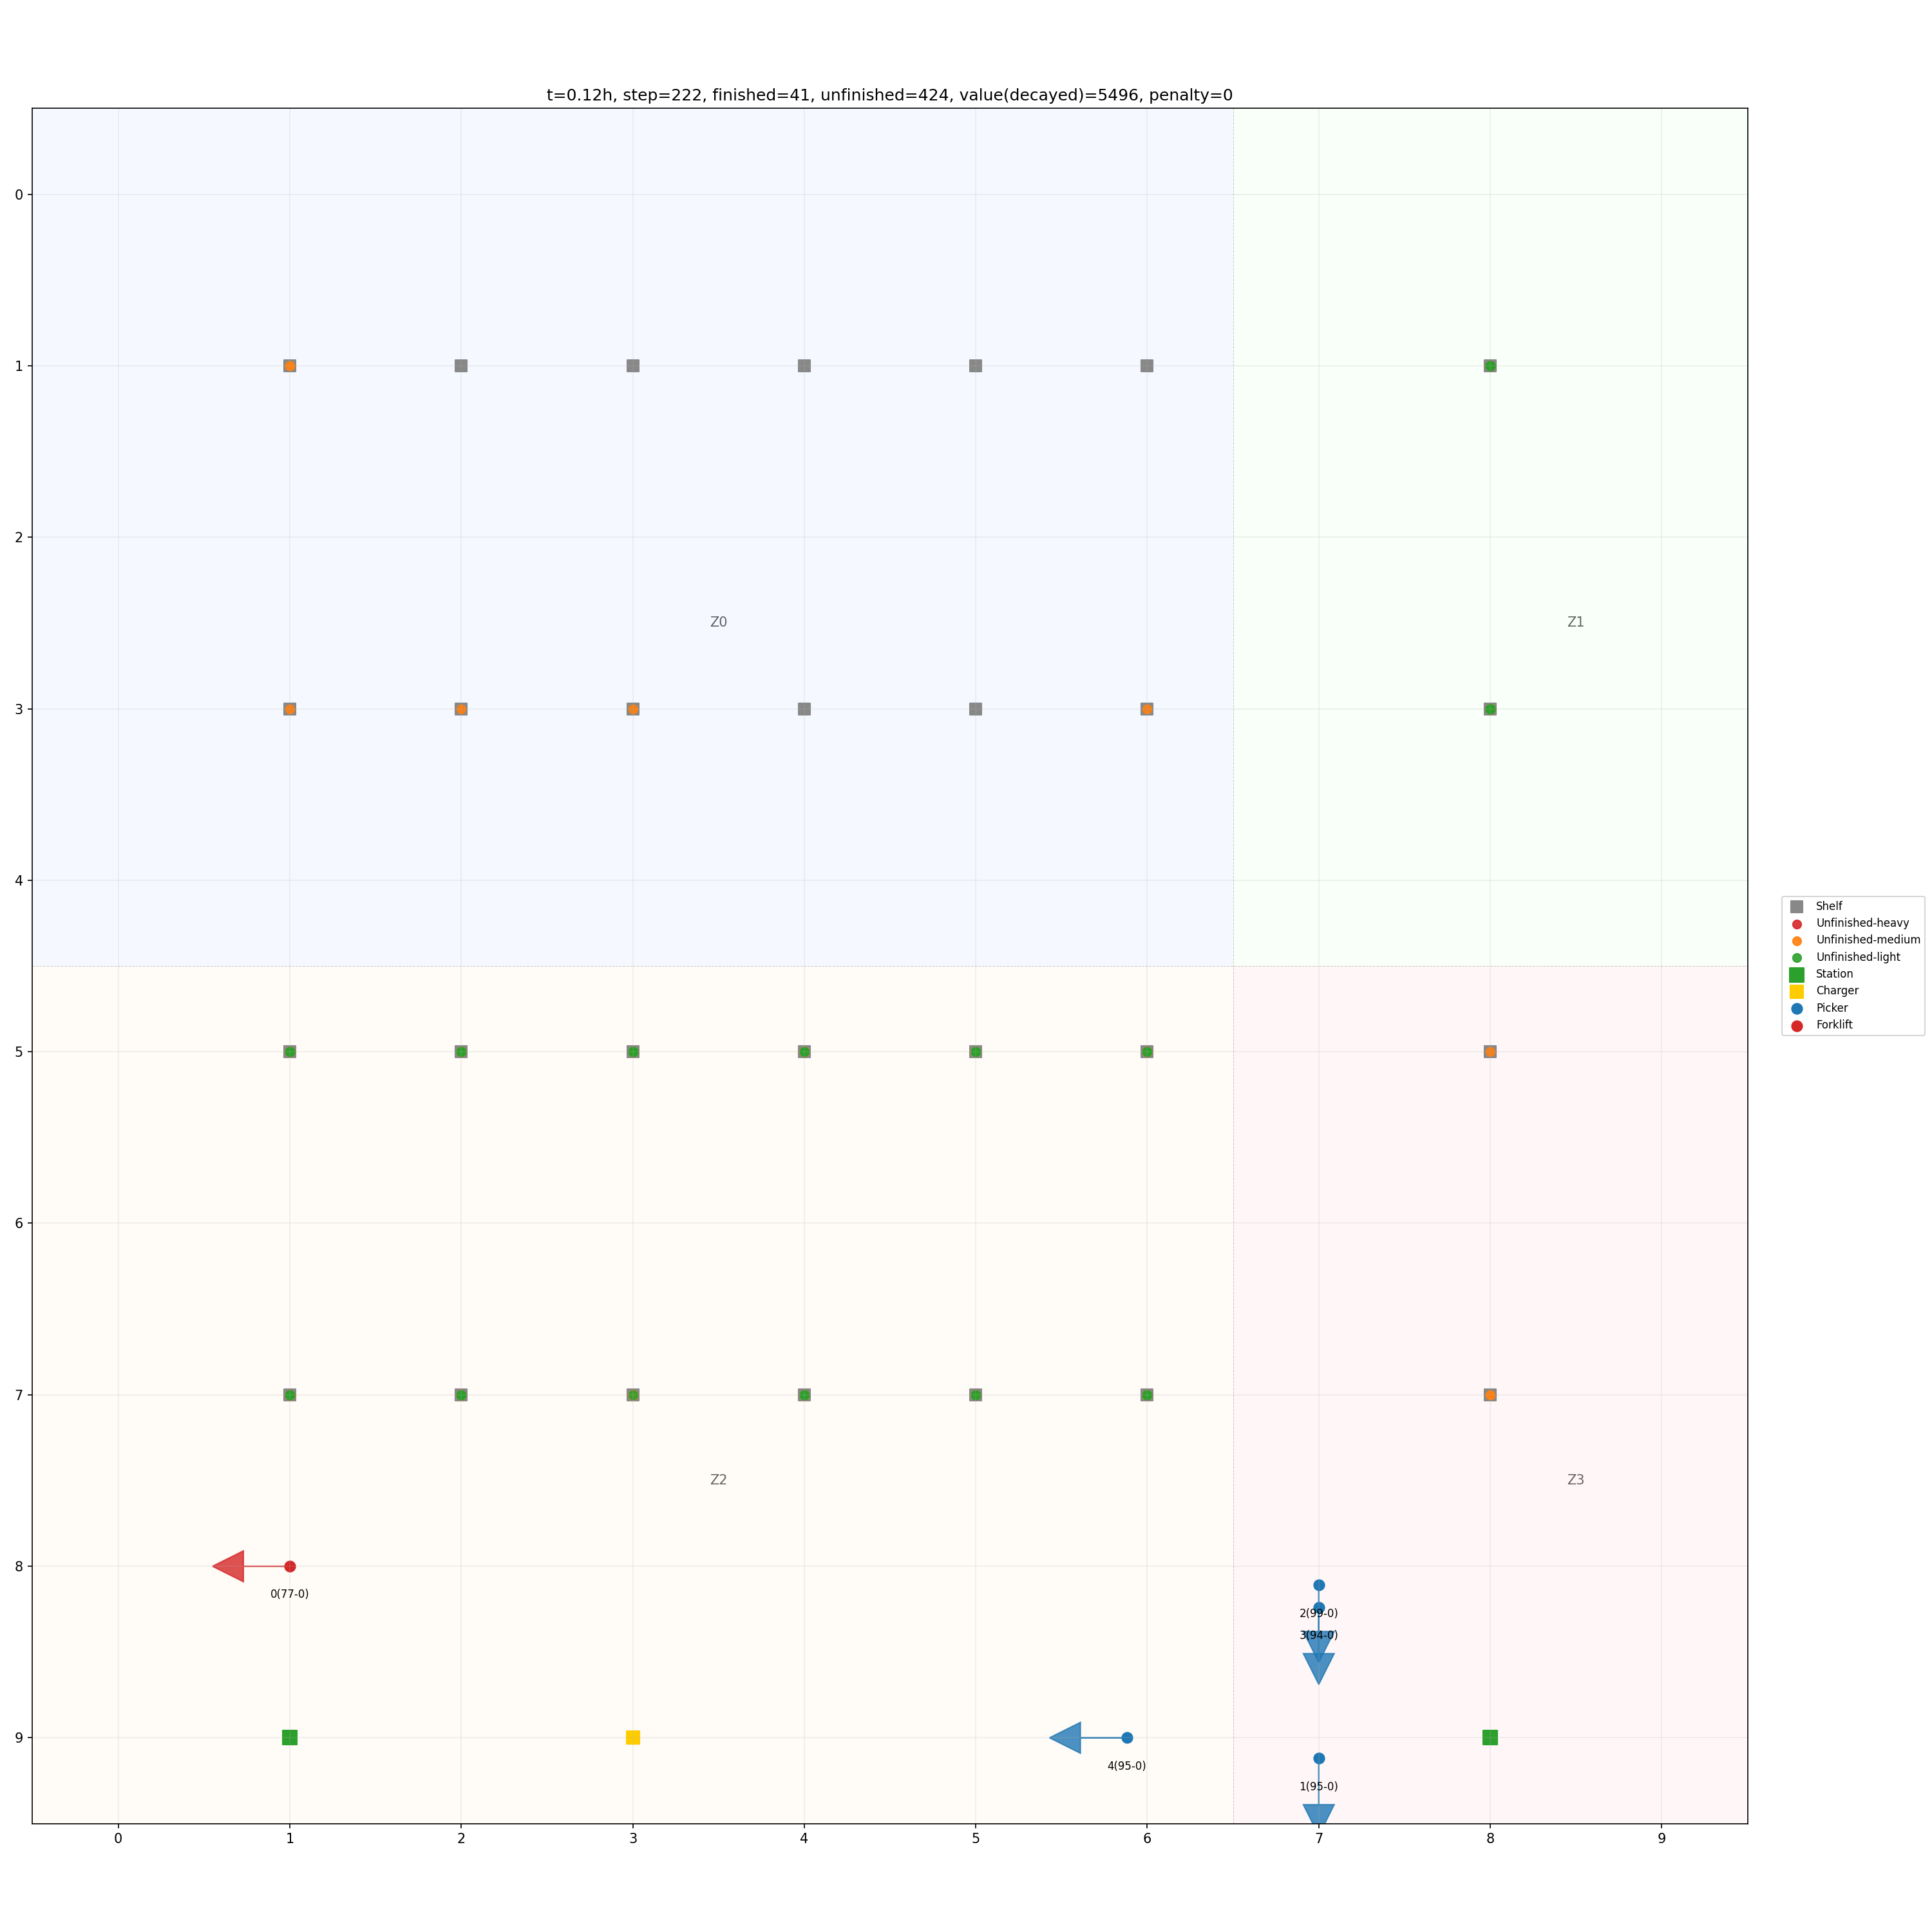 t=0.12h, step=222, finished=41, unfinished=424, value(decayed)=5496, penalty=0
0
1
2
Z0
Z1
3
4
Shelf
Unfinished-heavy
Unfinished-medium
Unfinished-light
Station
Charger
Picker
Forklift
5
6
7
Z2
Z3
8
0(77-0)
2(99-0)
3(94-0)
9
4(95-0)
1(95-0)
0 1 2 3 4 5 6 7 8 9